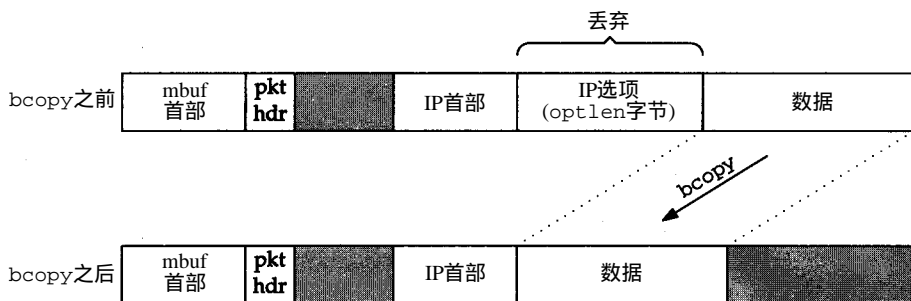 丢弃
bcopy之前
mbuf
首部
pkt
hdr
IP首部
IP选项
(optlen字节)
数据
bcopy
bcopy之后
mbuf
首部
pkt
hdr
IP首部
数据